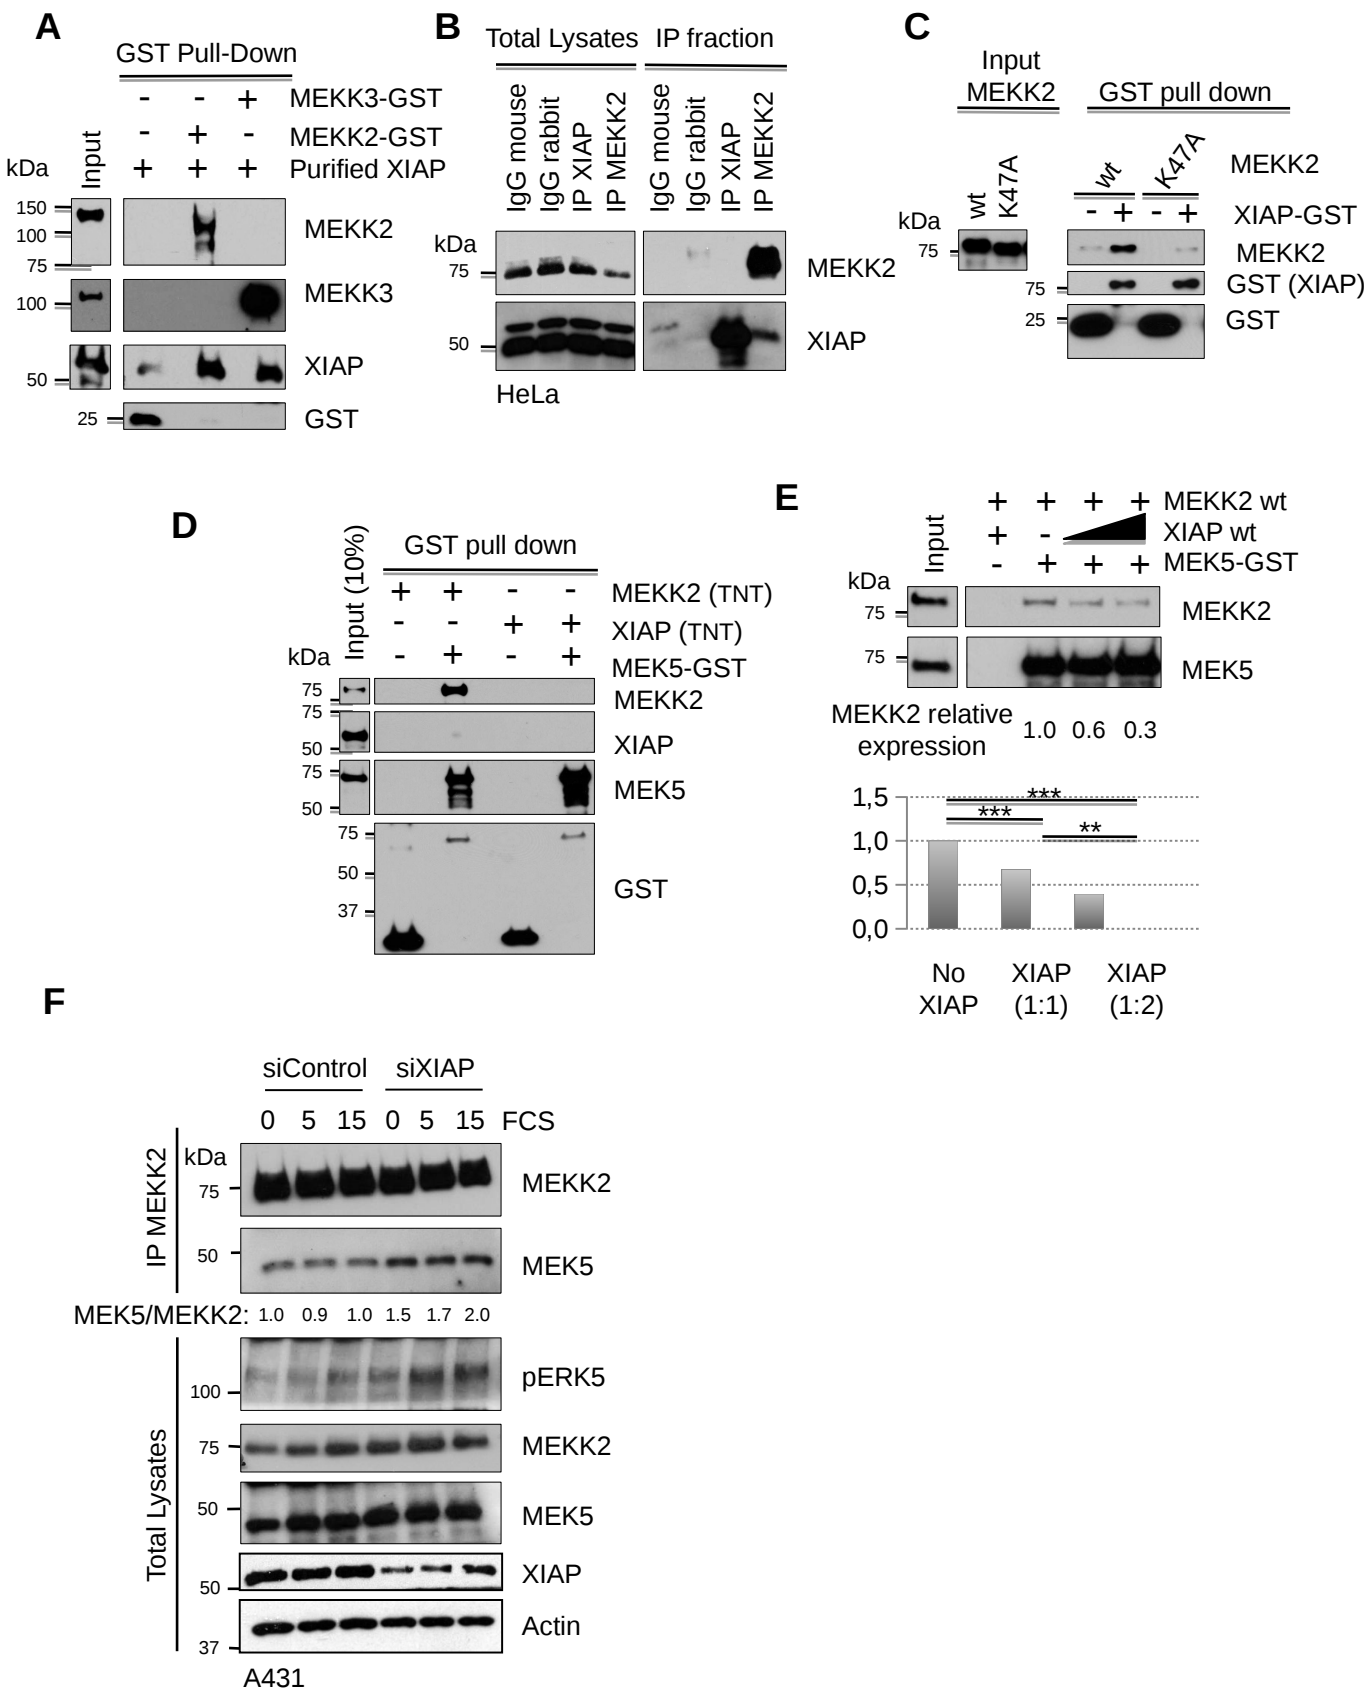 A
GST Pull-Down
- - + MEKK3-GST
- + - MEKK2-GST
kDa Input + + + Purified XIAP
150
100
75
MEKK2
100
MEKK3
50
XIAP
25
GST
B
Total Lysates IP fraction
IgG mouse
IgG rabbit
IP XIAP
IP MEKK2
IgG mouse
IgG rabbit
IP XIAP
IP MEKK2
kDa
75
MEKK2
50
XIAP
HeLa
C
Input
MEKK2
GST pull down
wt
K47A
wt K47A MEKK2
- + - + XIAP-GST
kDa
75
MEKK2
75
GST (XIAP)
25
GST
D
Input (10%)
GST pull down
+ + - - MEKK2 (TNT)
- - + + XIAP (TNT)
kDa - + - + MEK5-GST
75
MEKK2
75
50
XIAP
75
50
MEK5
75
50
37
GST
E
Input
+ + + + MEKK2 wt
+ - XIAP wt
- + + + MEK5-GST
kDa
75
MEKK2
75
MEK5
MEKK2 relative
expression
1.0 0.6 0.3
1,5
1,0
0,5
0,0
***
***
**
No
XIAP
XIAP
(1:1)
XIAP
(1:2)
F
siControl siXIAP
0 5 15 0 5 15 FCS
IP MEKK2
kDa
75
MEKK2
50
MEK5
MEK5/MEKK2: 1.0 0.9 1.0 1.5 1.7 2.0
Total Lysates
100
pERK5
75
MEKK2
50
MEK5
50
XIAP
37
Actin
A431